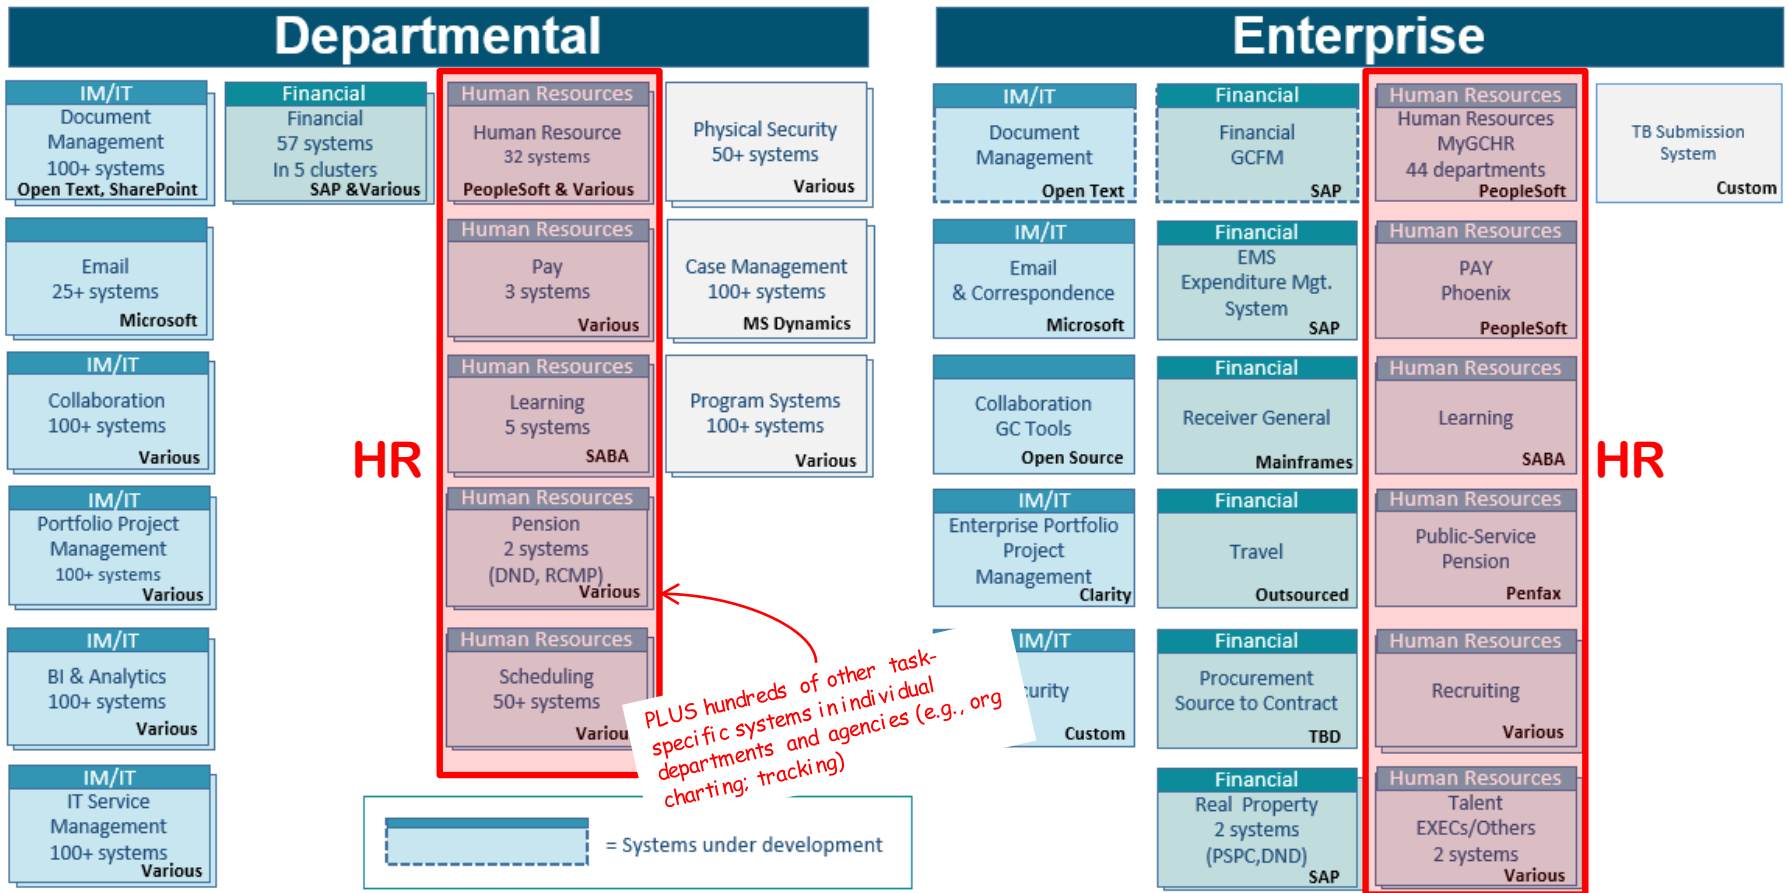 Departmental
IM/IT
Document
Management
100+ systems
Open Text, SharePoint
Financial
Financial
57 systems
In 5 clusters
SAP &Various
Human Resources
Human Resource
32 systems
PeopleSoft & Various
Physical Security
50+ systems
Various
Email
25+ systems
Microsoft
Human Resources
Pay
3 systems
Various
Case Management
100+ systems
MS Dynamics
IM/IT
Collaboration
100+ systems
Various
HR
Human Resources
Learning
5 systems
SABA
Program Systems
100+ systems
Various
IM/IT
Portfolio Project
Management
100+ systems
Various
Human Resources
Pension
2 systems
(DND, RCMP)
Various
IM/IT
BI & Analytics
100+ systems
Various
Human Resources
Scheduling
50+ systems
Variou
PLUS hundreds of other task-
specific systems in individual
departments and agencies (e.g., org
charting; tracking)
IM/IT
IT Service
Management
100+ systems
Various
= Systems under development
Enterprise
IM/IT
Document
Management
Open Text
Financial
Financial
GCFM
SAP
Human Resources
Human Resources
MyGCHR
44 departments
PeopleSoft
TB Submission
System
Custom
IM/IT
Email
& Correspondence
Microsoft
Financial
EMS
Expenditure Mgt.
System
SAP
Human Resources
PAY
Phoenix
PeopleSoft
Collaboration
GC Tools
Open Source
Financial
Receiver General
Mainframes
Human Resources
Learning
SABA
HR
IM/IT
Enterprise Portfolio
Project
Management
Clarity
Financial
Travel
Outsourced
Human Resources
Public-Service
Pension
Penfax
IM/IT
curity
Custom
Financial
Procurement
Source to Contract
TBD
Human Resources
Recruiting
Various
Financial
Real Property
2 systems
(PSPC,DND)
SAP
Human Resources
Talent
EXECs/Others
2 systems
Various